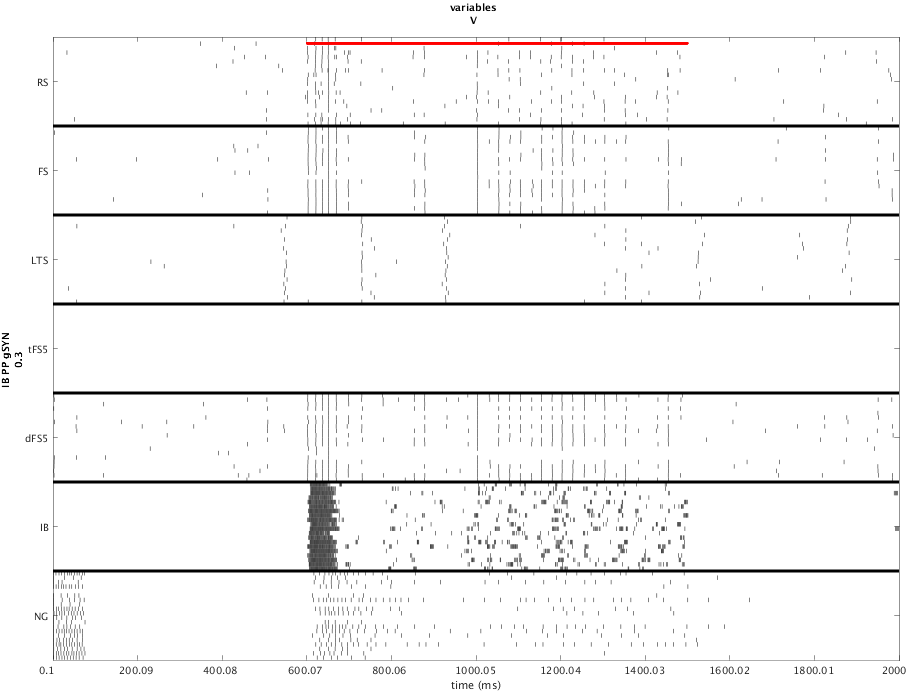 variables
V
RS
FS
LTS
tFS5
dFS5
IB
NG
IB PP gSYN
0.3
0.1 200.09 400.08 600.07 800.06 1000.05 1200.04 1400.03 1600.02 1800.01 2000
time (ms)